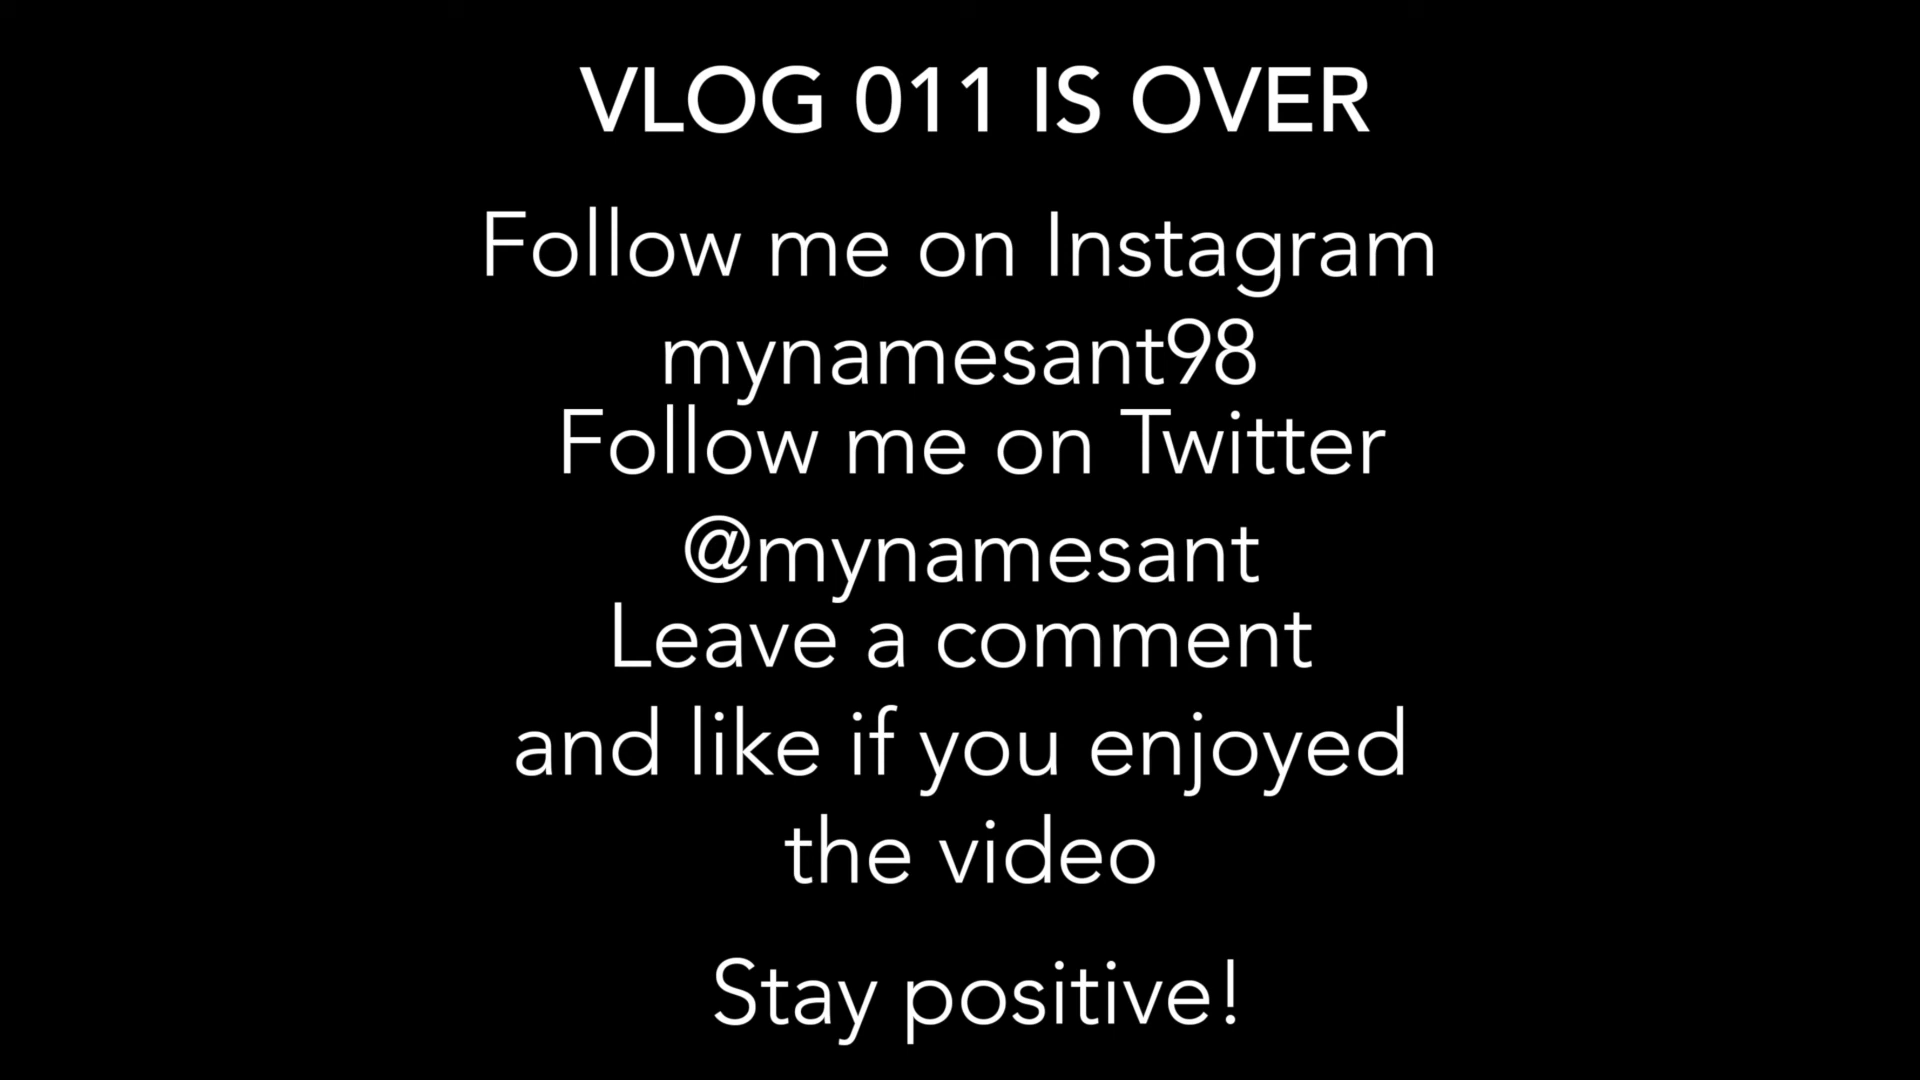 VLOG 011 IS OVER
Follow me on Instagram
mynamesant98
Follow me on Twitter
@mynamesant
Leave a comment
and like if you enjoyed
the video
Stay positive!